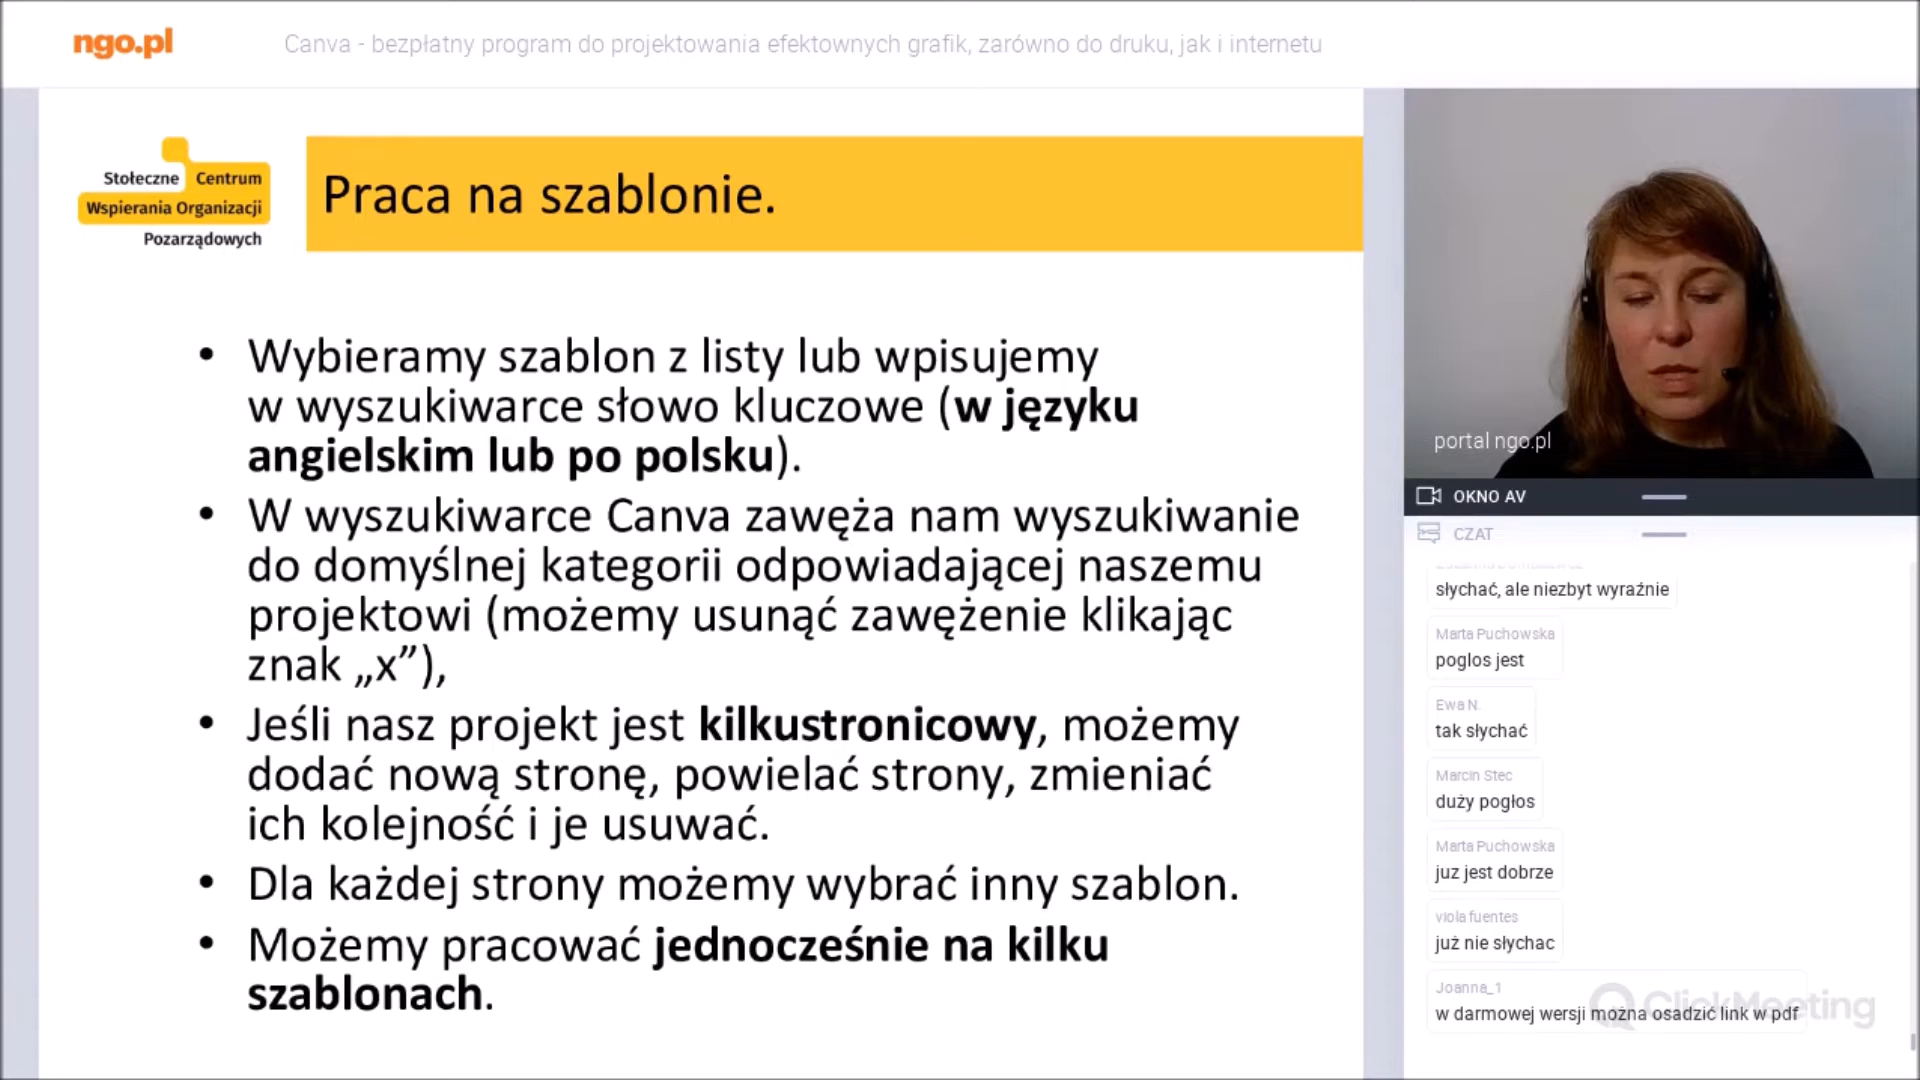 ngo.pl
Canva - bezpłatny program do projektowania efektownych grafik, zarówno do druku, jak i internetu
Stołeczne Centrum
Wspierania Organizacji
Pozarządowych
Praca na szablonie.
• Wybieramy szablon z listy lub wpisujemy
w wyszukiwarce słowo kluczowe (w języku
angielskim lub po polsku).
• W wyszukiwarce Canva zawęża nam wyszukiwanie
do domyślnej kategorii odpowiadającej naszemu
projektowi (możemy usunąć zawężenie klikając
znak „x”),
• Jeśli nasz projekt jest kilkustronicowy, możemy
dodać nową stronę, powielać strony, zmieniać
ich kolejność i je usuwać.
• Dla każdej strony możemy wybrać inny szablon.
• Możemy pracować jednocześnie na kilku
szablonach.
portal ngo.pl
OKNO AV
CZAT
słychać, ale niezbyt wyraźnie
Marta Puchowska
poglos jest
Ewa N.
tak słychać
Marcin Stec
duży pogłos
Marta Puchowska
juz jest dobrze
viola fuentes
już nie słychac
Joanna_1
w darmowej wersji można osadzić link w pdf
ClickMeeting